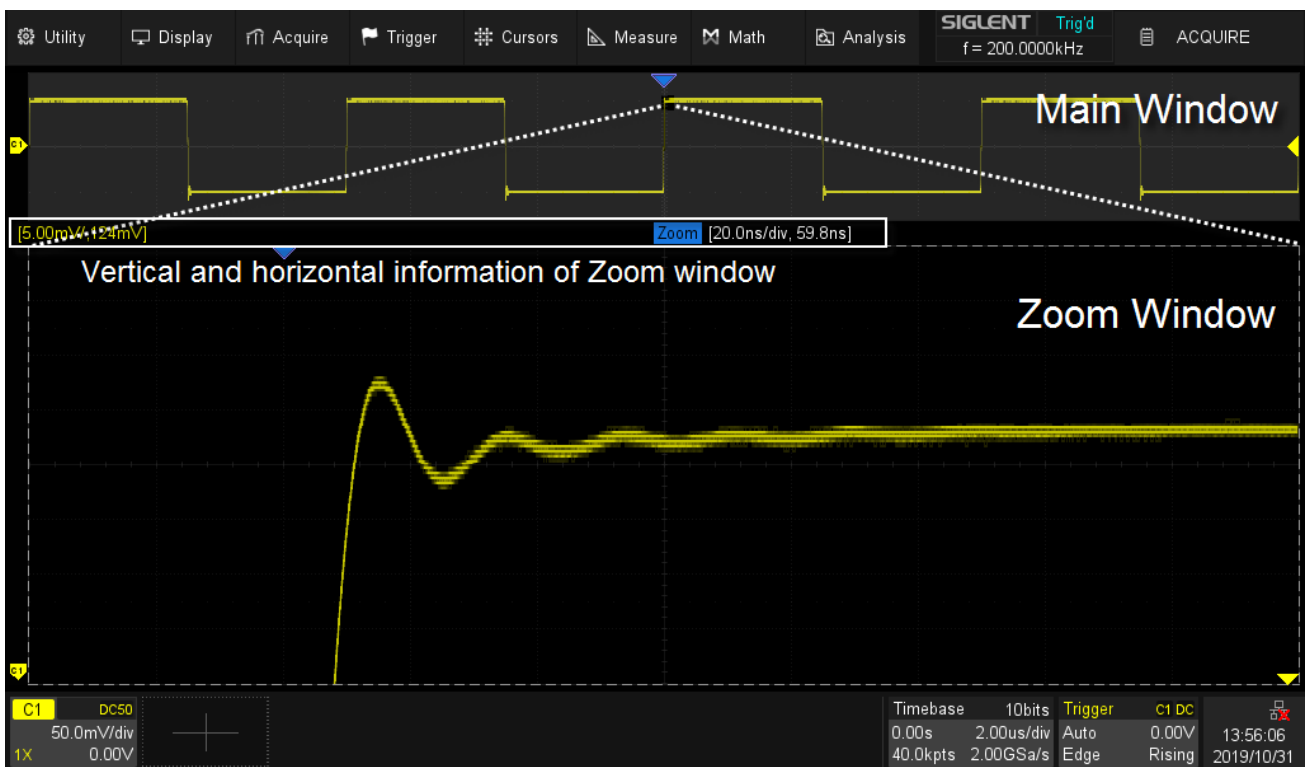 Utility Display Acquire Trigger Cursors Measure Math Analysis SIGLENT Trig'd ACQUIRE
f = 200.0000kHz
Main Window
C1
[5.00mV/,124mV] Zoom [20.0ns/div, 59.8ns]
Vertical and horizontal information of Zoom window
Zoom Window
C1
C1 DC50 Timebase 10bits Trigger C1 DC
50.0mV/div 0.00s 2.00us/div Auto 0.00V 13:56:06
1X 0.00V 40.0kpts 2.00GSa/s Edge Rising 2019/10/31